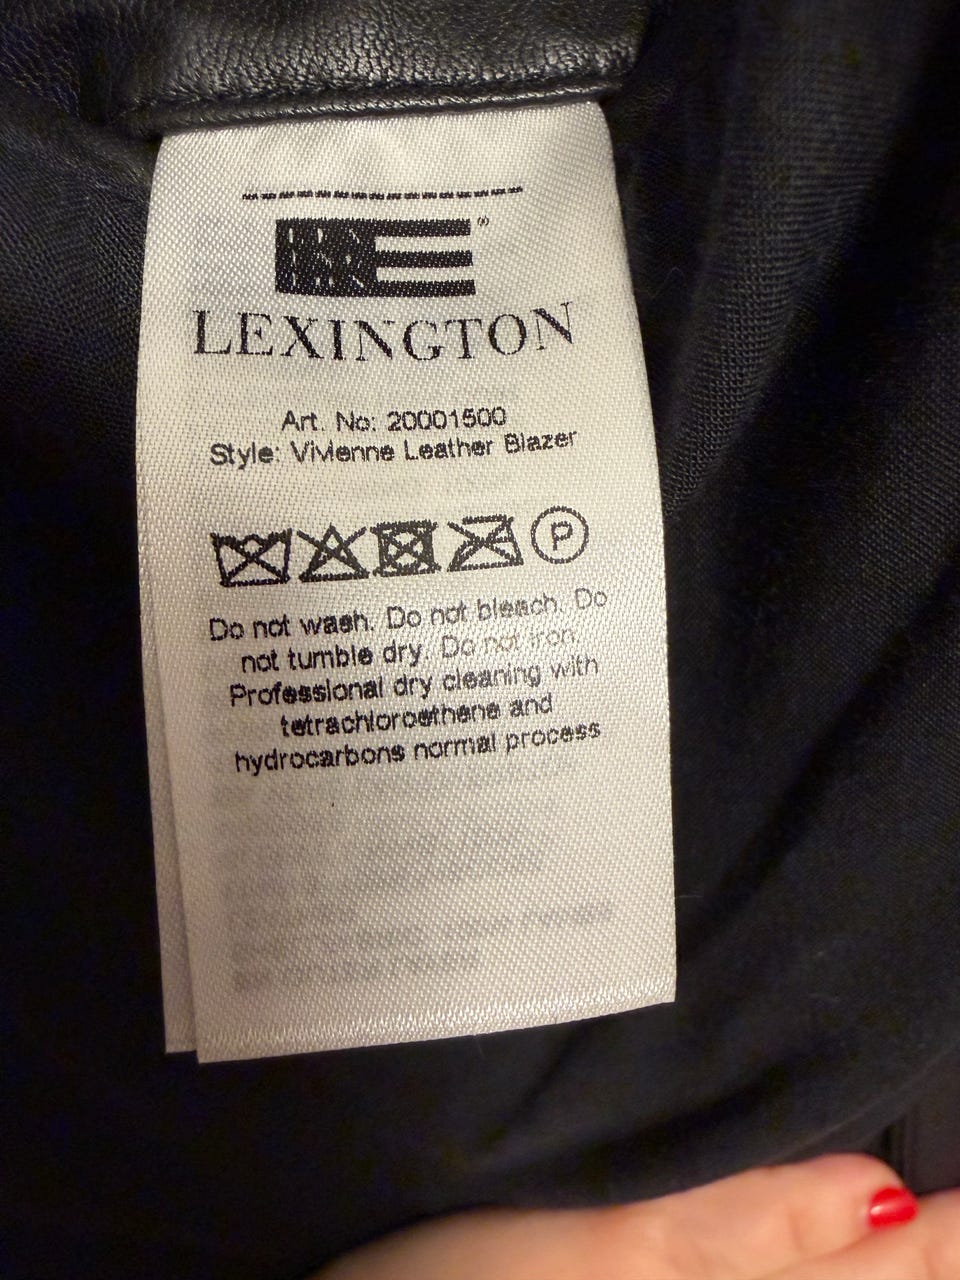 ®
LEXINGTON
Art. No: 20001500
Style: Vivienne Leather Blazer
P
Do not wash. Do not bleach. Do
not tumble dry. Do not iron.
Professional dry cleaning with
tetrachloroethene and
hydrocarbons normal process